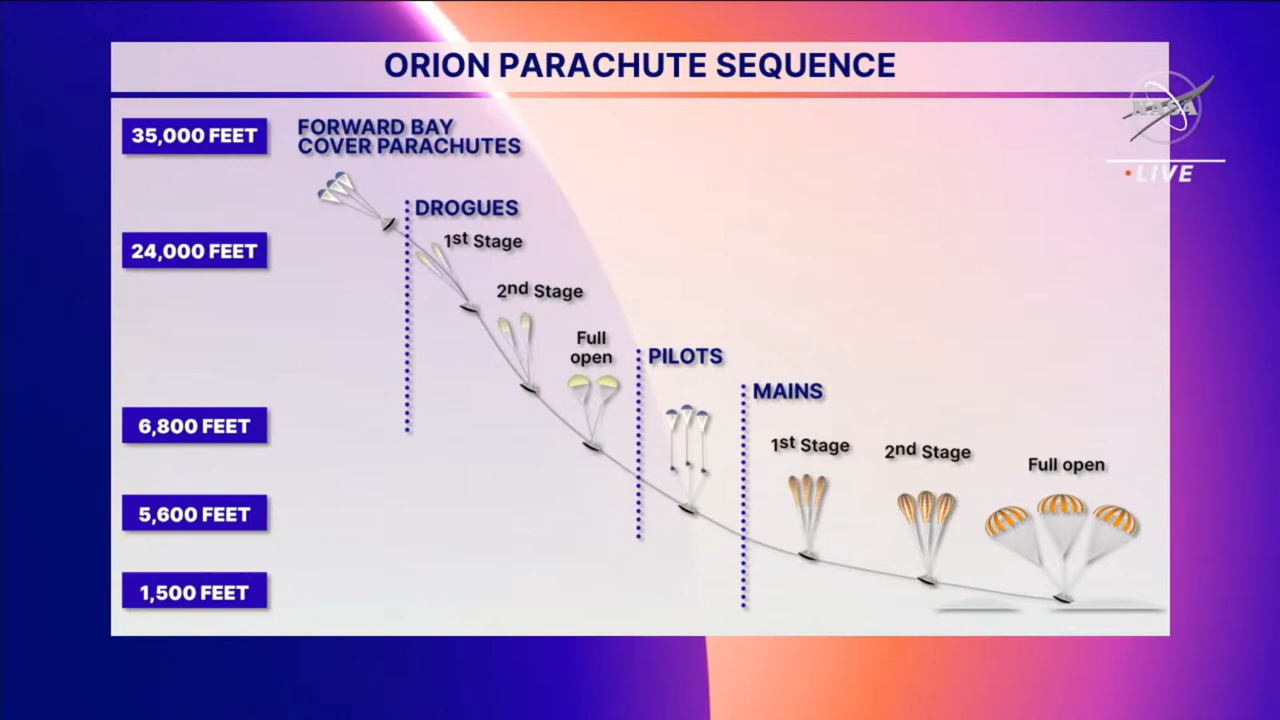 ORION PARACHUTE SEQUENCE
NASA
LIVE
35,000 FEET
FORWARD BAY
COVER PARACHUTES
DROGUES
1st Stage
24,000 FEET
2nd Stage
Full
open
PILOTS
MAINS
6,800 FEET
1st Stage
2nd Stage
Full open
5,600 FEET
1,500 FEET